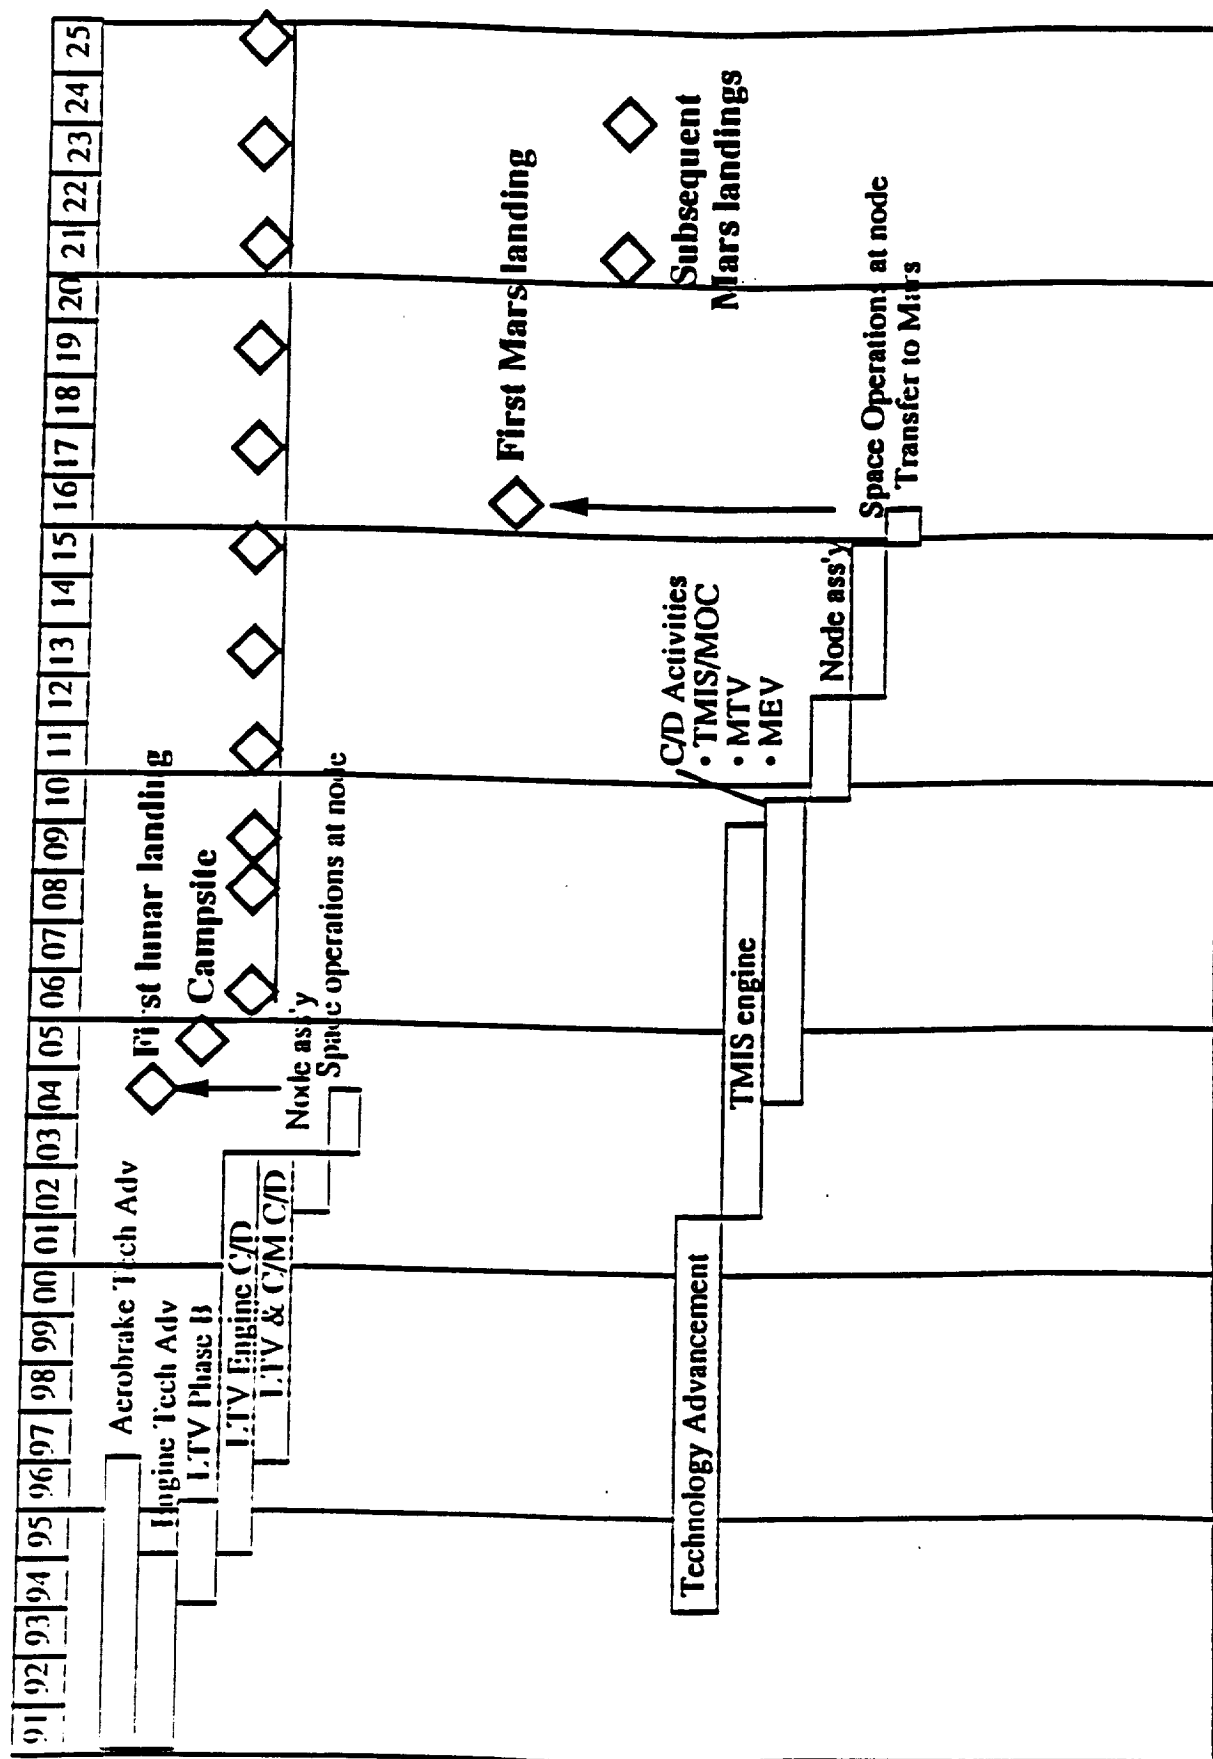 91 92 93 94 95 96 97 98 99 00 01 02 03 04 05 06 07 08 09 10 11 12 13 14 15 16 17 18 19 20 21 22 23 24 25
Aerobrake Tech Adv
First lunar landing
Engine Tech Adv
Campsite
LTV Phase B
LTV Engine C/D
LTV & C/M C/D
Node ass'y
Space operations at node
First Mars landing
Subsequent
Mars landings
Technology Advancement
TMIS engine
C/D Activities
• TMIS/MOC
• MTV
• MEV
Node ass'y
Space Operations at node
Transfer to Mars